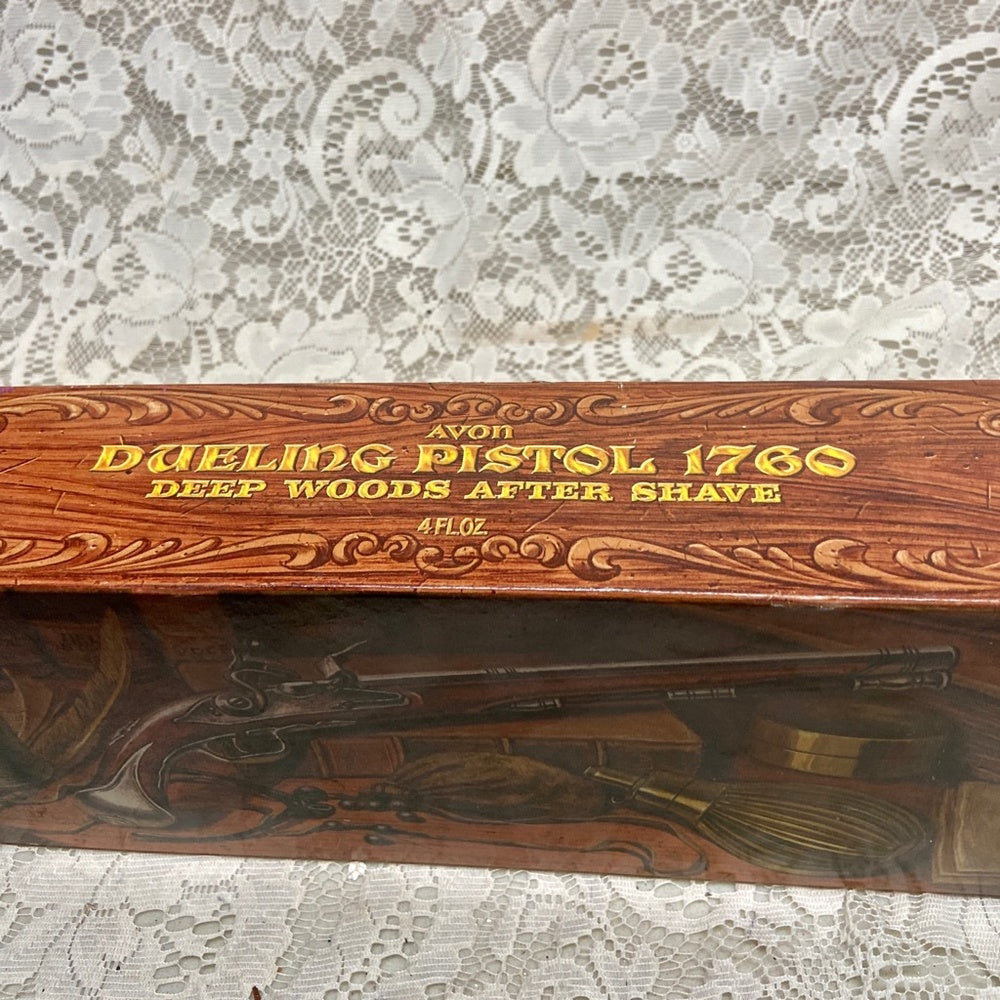 AVON
DUELING PISTOL 1760
DEEP WOODS AFTER SHAVE
4 FL.OZ.